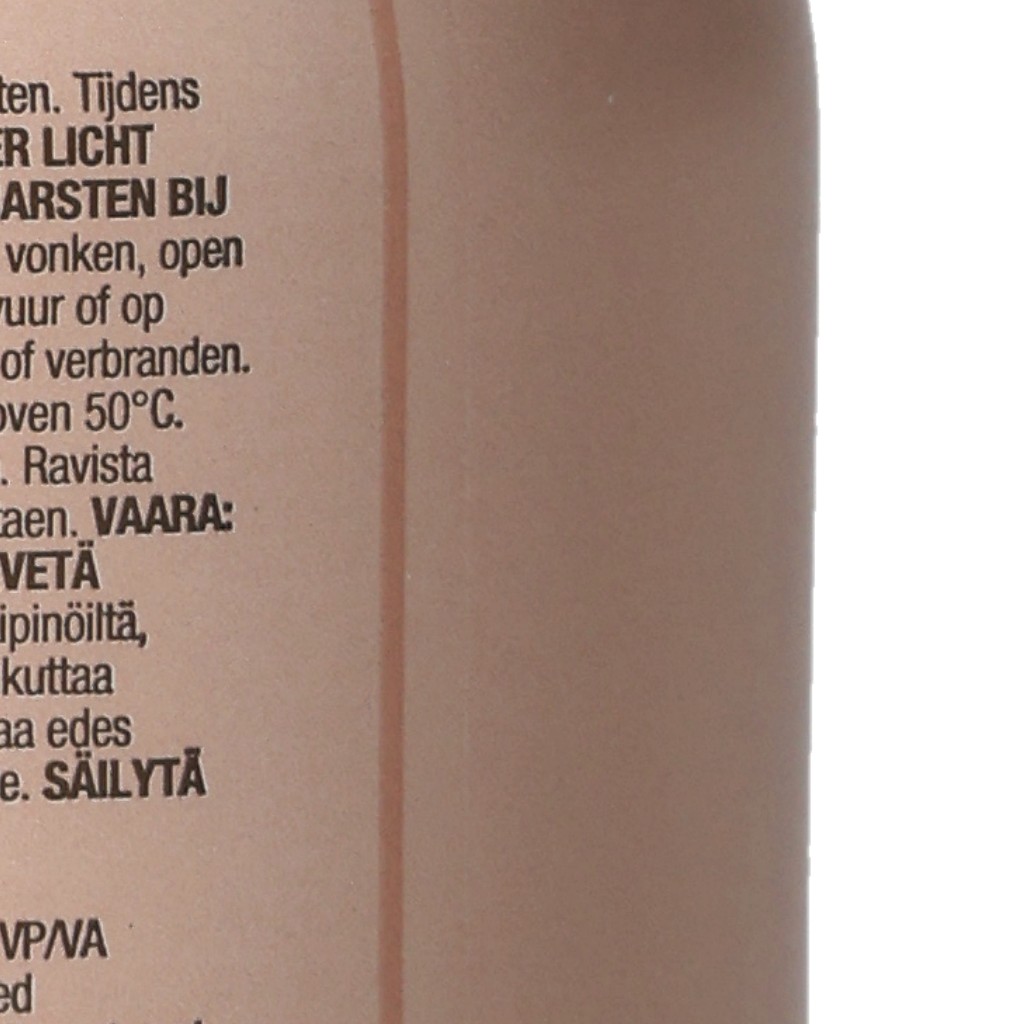 ten. Tijdens
ER LICHT
ARSTEN BIJ
vonken, open
vuur of op
of verbranden.
oven 50°C.
. Ravista
taen. VAARA:
VETÄ
ipinöiltä,
kuttaa
aa edes
e. SÄILYTÄ
VP/VA
ed